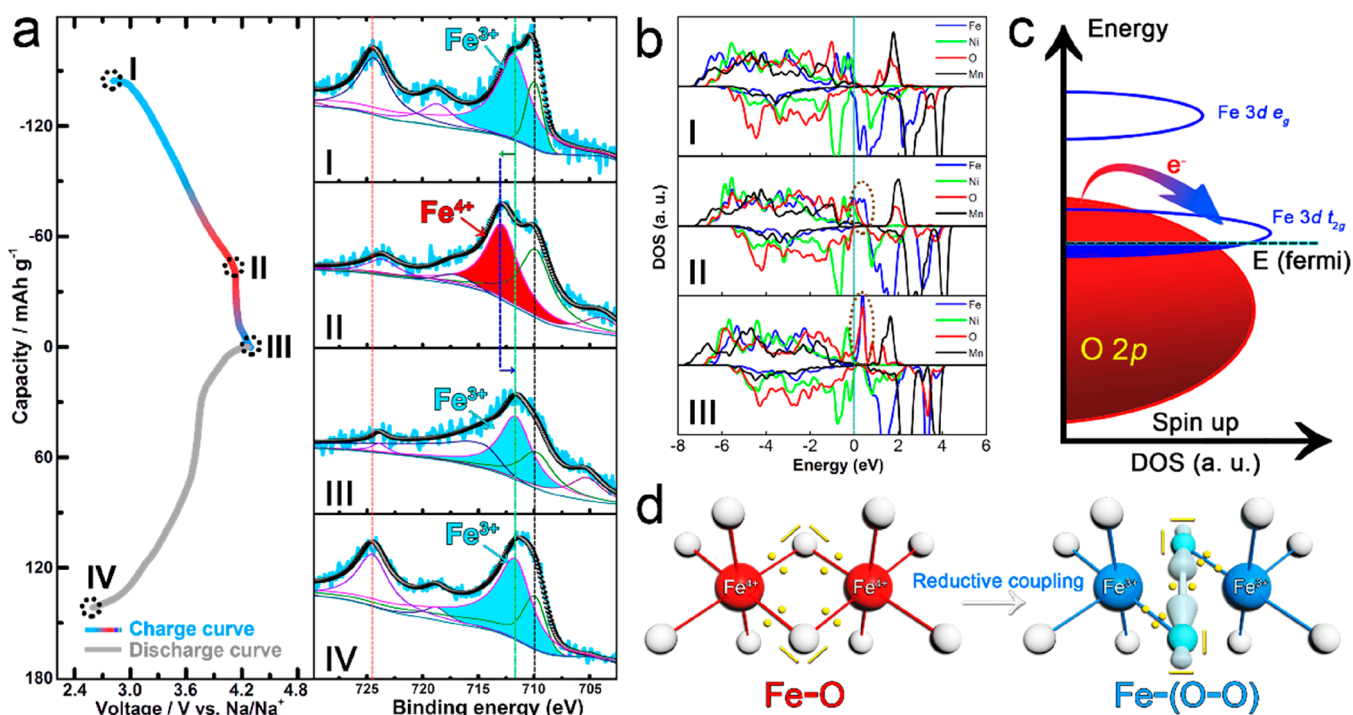 a
Capacity / mAh g⁻¹
-120
-60
0
60
120
180
2.4
3.0
3.6
4.2
4.8
Voltage / V vs. Na/Na⁺
I
II
III
IV
Charge curve
Discharge curve
Fe³⁺
I
Fe⁴⁺
II
Fe³⁺
III
Fe³⁺
IV
725
720
715
710
705
Binding energy (eV)
b
DOS (a. u.)
Fe
Ni
O
Mn
I
Fe
Ni
O
Mn
II
Fe
Ni
O
Mn
III
-8
-6
-4
-2
0
2
4
6
Energy (eV)
c
Energy
Fe 3d e_g
e⁻
Fe 3d t_2g
E (fermi)
O 2p
Spin up
DOS (a. u.)
d
Fe⁴⁺
Fe⁴⁺
Reductive coupling
Fe³⁺
Fe³⁺
Fe-O
Fe-(O-O)